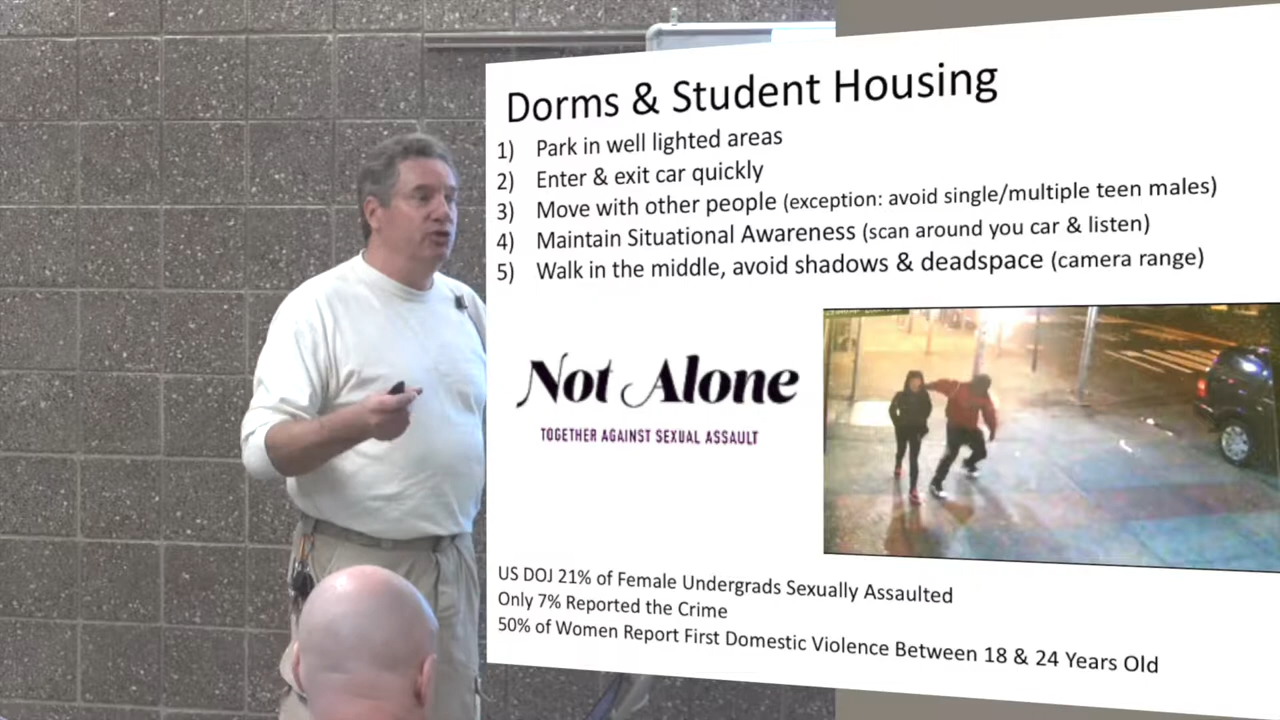 Dorms & Student Housing
1) Park in well lighted areas
2) Enter & exit car quickly
3) Move with other people (exception: avoid single/multiple teen males)
4) Maintain Situational Awareness (scan around you car & listen)
5) Walk in the middle, avoid shadows & deadspace (camera range)
Not Alone
TOGETHER AGAINST SEXUAL ASSAULT
US DOJ 21% of Female Undergrads Sexually Assaulted
Only 7% Reported the Crime
50% of Women Report First Domestic Violence Between 18 & 24 Years Old